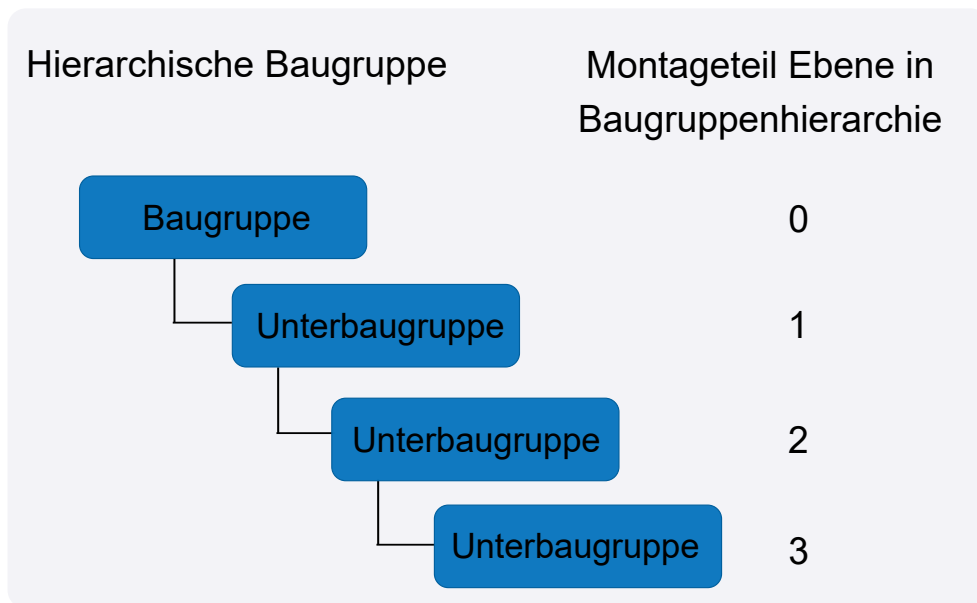 Hierarchische Baugruppe
Montageteil Ebene in
Baugruppenhierarchie
Baugruppe
0
Unterbaugruppe
1
Unterbaugruppe
2
Unterbaugruppe
3